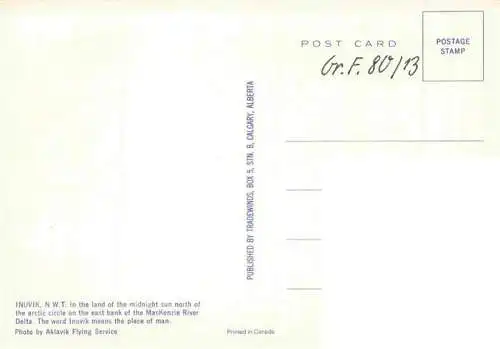 POST CARD
POSTAGE
STAMP
Gr. F. 80/13
PUBLISHED BY TRADEWINDS, BOX 5, STN. B, CALGARY, ALBERTA
INUVIK, N.W.T. in the land of the midnight sun north of
the arctic circle on the east bank of the MacKenzie River
Delta. The word Inuvik means the place of man.
Photo by Aklavik Flying Service
Printed in Canada